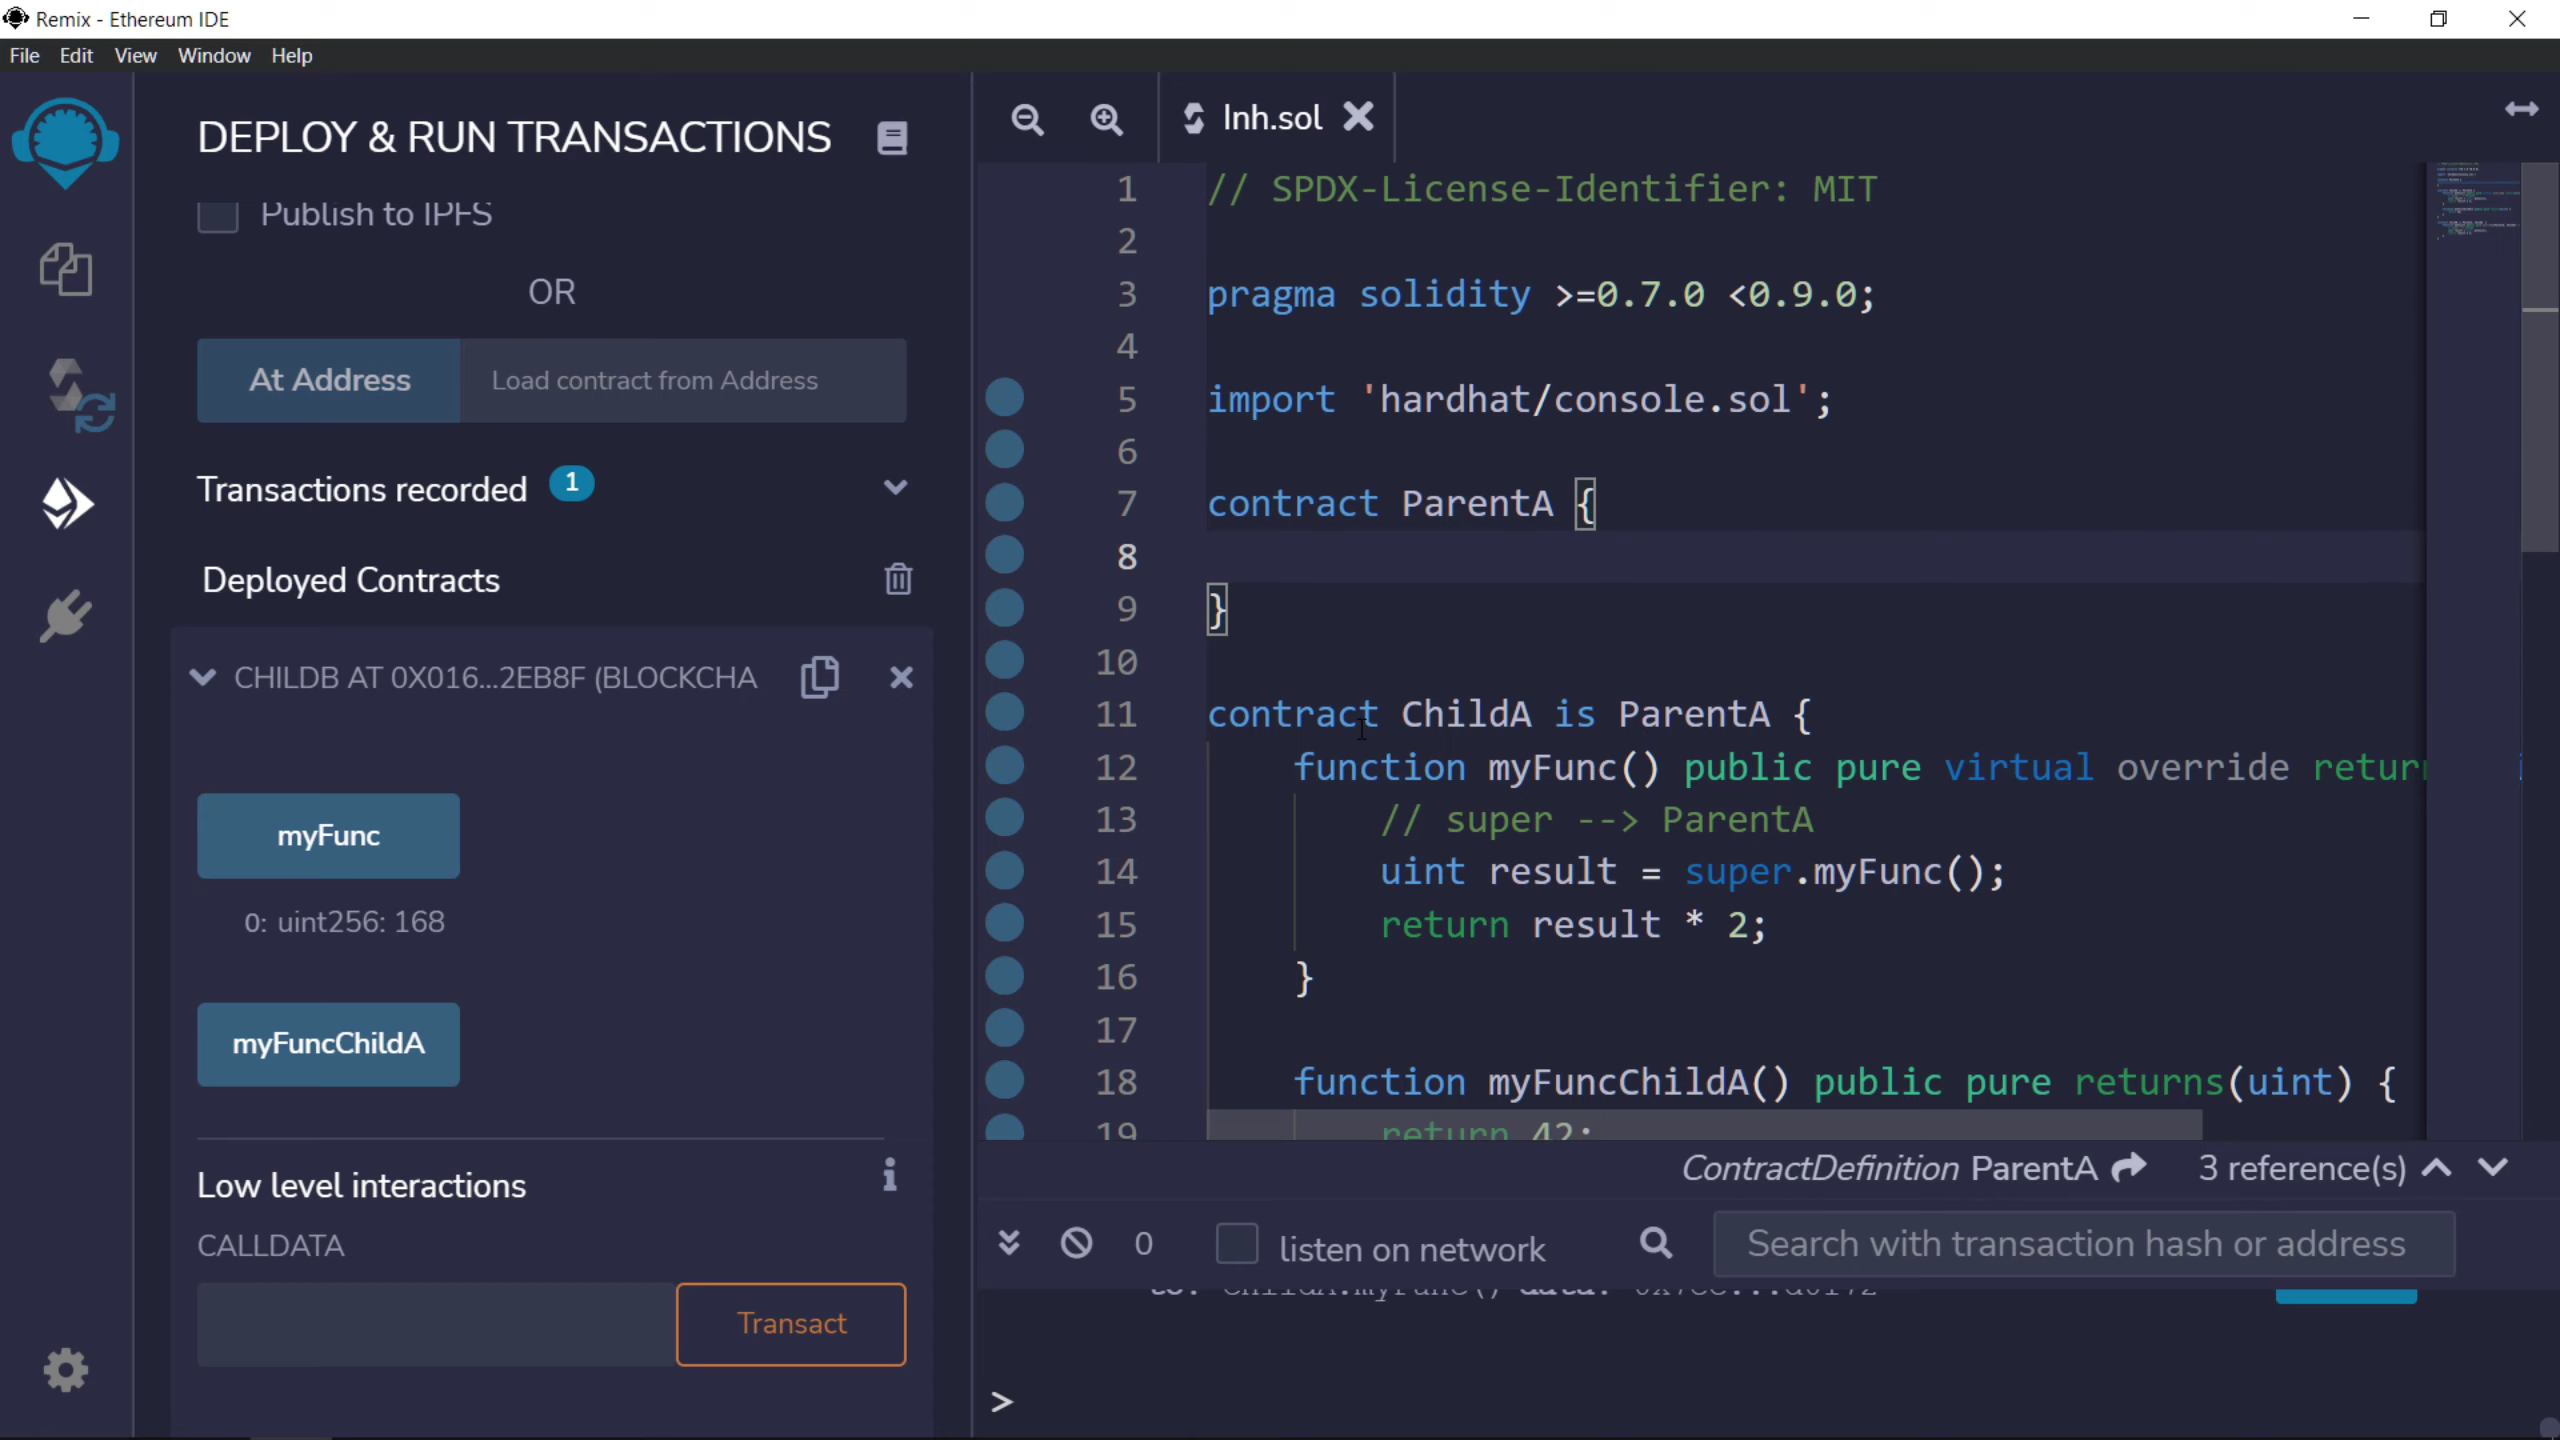 Remix - Ethereum IDE
File Edit View Window Help
DEPLOY & RUN TRANSACTIONS
Publish to IPFS
OR
At Address Load contract from Address
Transactions recorded 1
Deployed Contracts
CHILDB AT 0X016...2EB8F (BLOCKCHA
myFunc
0: uint256: 168
myFuncChildA
Low level interactions
CALLDATA
Transact
Inh.sol
1 // SPDX-License-Identifier: MIT
2
3 pragma solidity >=0.7.0 <0.9.0;
4
5 import 'hardhat/console.sol';
6
7 contract ParentA {
8
9 }
10
11 contract ChildA is ParentA {
12 function myFunc() public pure virtual override return
13 // super --> ParentA
14 uint result = super.myFunc();
15 return result * 2;
16 }
17
18 function myFuncChildA() public pure returns(uint) {
19 return 42;
ContractDefinition ParentA 3 reference(s)
0 listen on network Search with transaction hash or address
>